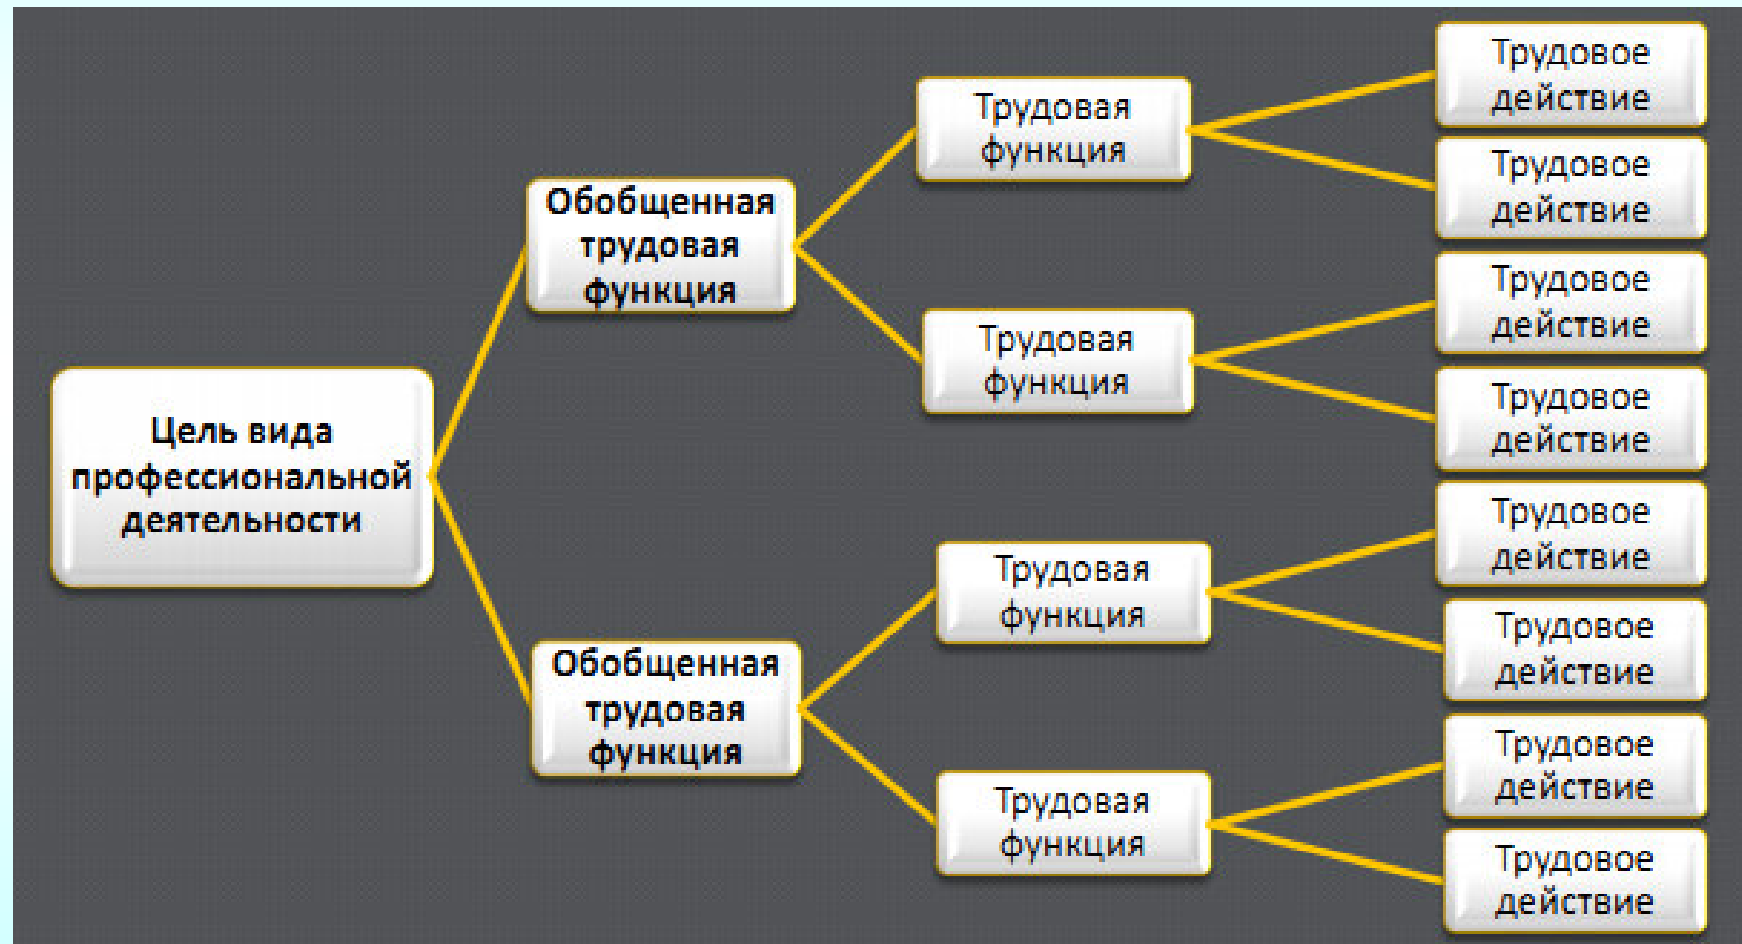 Цель вида
профессиональной
деятельности
Обобщенная
трудовая
функция
Обобщенная
трудовая
функция
Трудовая
функция
Трудовая
функция
Трудовая
функция
Трудовая
функция
Трудовое
действие
Трудовое
действие
Трудовое
действие
Трудовое
действие
Трудовое
действие
Трудовое
действие
Трудовое
действие
Трудовое
действие